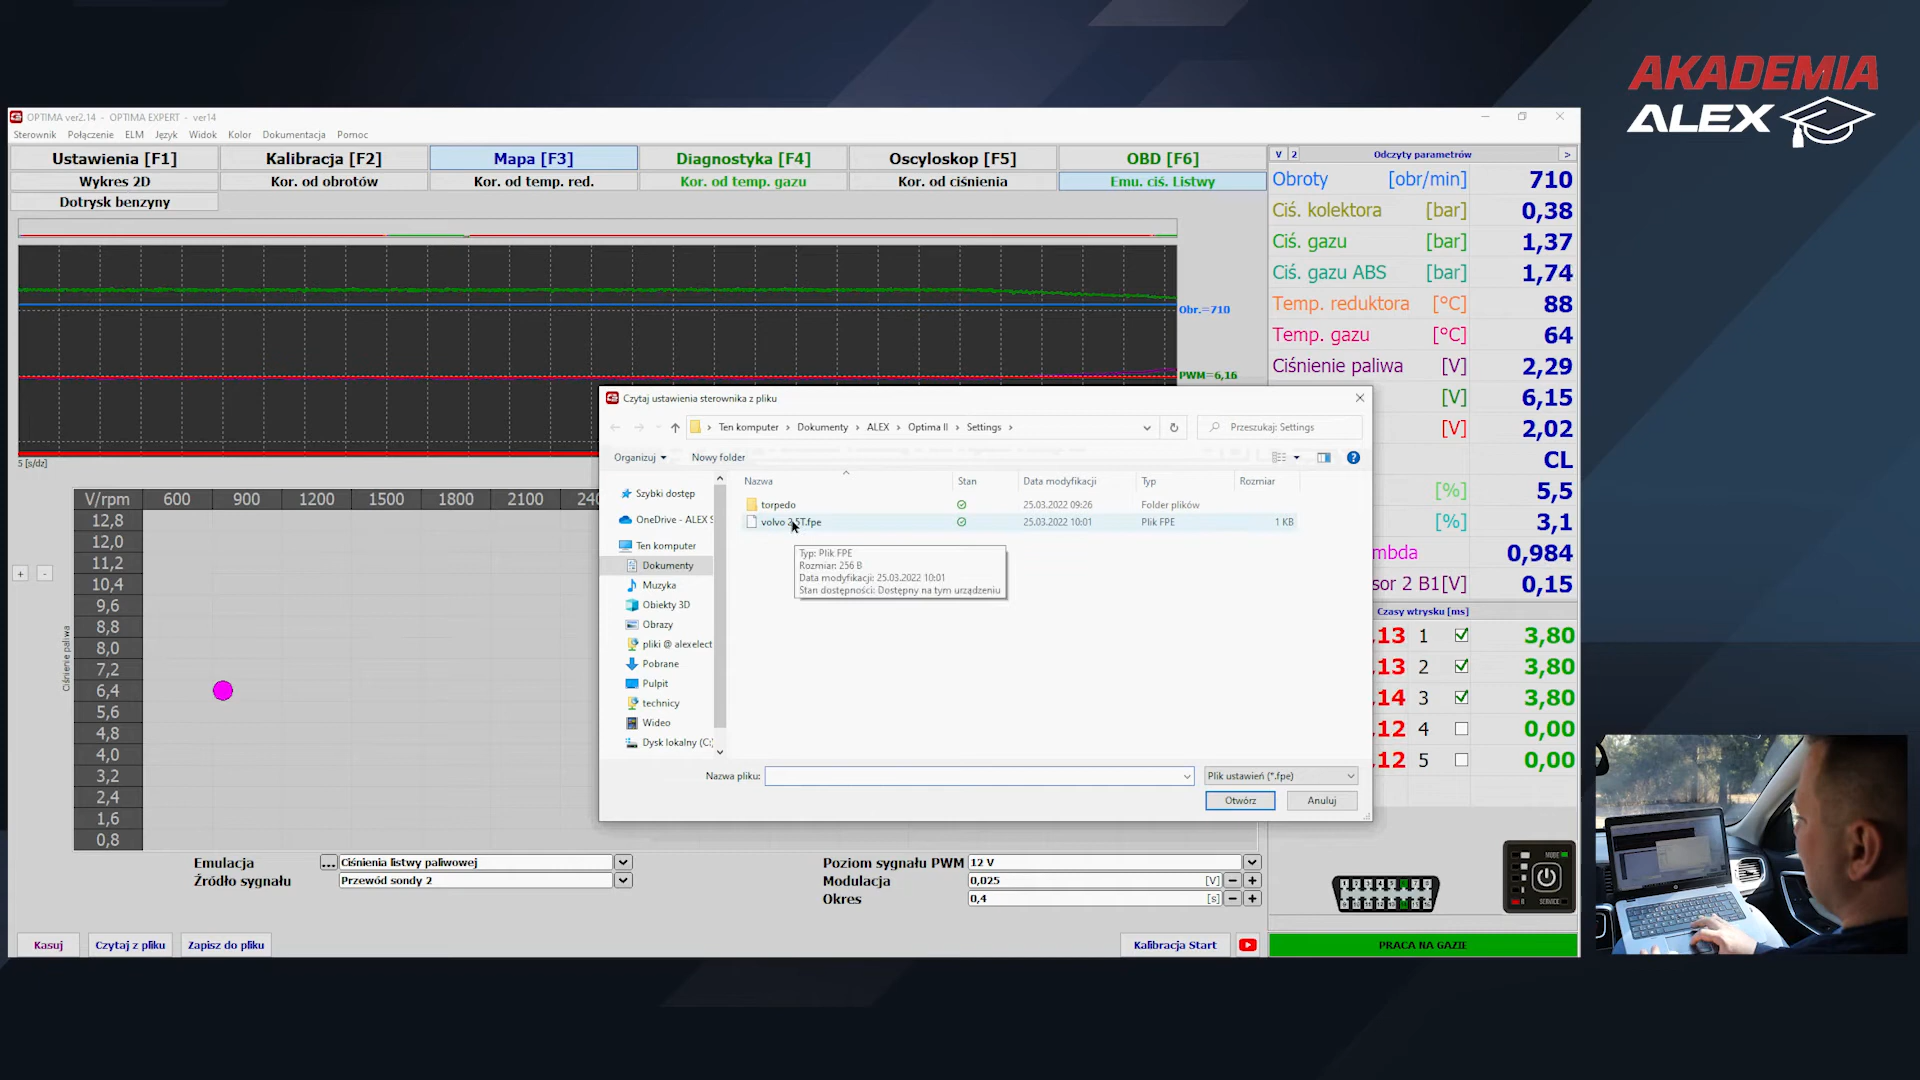 AKADEMIA
ALEX
OPTIMA ver2.14 - OPTIMA EXPERT - ver14
Sterownik Połączenie ELM Język Widok Kolor Dokumentacja Pomoc
Ustawienia [F1] Kalibracja [F2] Mapa [F3] Diagnostyka [F4] Oscyloskop [F5] OBD [F6]
Wykres 2D Kor. od obrotów Kor. od temp. red. Kor. od temp. gazu Kor. od ciśnienia Emu. ciś. Listwy
Dotrysk benzyny
V 2 Odczyty parametrów >
Obroty [obr/min] 710
Ciś. kolektora [bar] 0,38
Ciś. gazu [bar] 1,37
Ciś. gazu ABS [bar] 1,74
Temp. reduktora [°C] 88
Temp. gazu [°C] 64
Ciśnienie paliwa [V] 2,29
[V] 6,15
[V] 2,02
CL
[%] 5,5
[%] 3,1
mbda 0,984
sor 2 B1[V] 0,15
Czasy wtrysku [ms]
,13 1 3,80
,13 2 3,80
,14 3 3,80
,12 4 0,00
,12 5 0,00
Obr.=710
PWM=6,16
5 [s/dz]
V/rpm 600 900 1200 1500 1800 2100 240
12,8
12,0
11,2
10,4
9,6
8,8
8,0
7,2
6,4
5,6
4,8
4,0
3,2
2,4
1,6
0,8
+ -
Ciśnienie paliwa
Czytaj ustawienia sterownika z pliku
Ten komputer > Dokumenty > ALEX > Optima II > Settings >
Przeszukaj: Settings
Organizuj Nowy folder
Nazwa Stan Data modyfikacji Typ Rozmiar
torpedo 25.03.2022 09:26 Folder plików
volvo 2.5T.fpe 25.03.2022 10:01 Plik FPE 1 KB
Typ: Plik FPE
Rozmiar: 256 B
Data modyfikacji: 25.03.2022 10:01
Stan dostępności: Dostępny na tym urządzeniu
Szybki dostęp
OneDrive - ALEX S
Ten komputer
Dokumenty
Muzyka
Obiekty 3D
Obrazy
pliki @ alexelect
Pobrane
Pulpit
technicy
Wideo
Dysk lokalny (C:
Nazwa pliku: Plik ustawień (*.fpe)
Otwórz Anuluj
Emulacja ... Ciśnienia listwy paliwowej
Źródło sygnału Przewód sondy 2
Poziom sygnału PWM 12 V
Modulacja 0,025 [V] - +
Okres 0,4 [s] - +
Kasuj Czytaj z pliku Zapisz do pliku Kalibracja Start
PRACA NA GAZIE